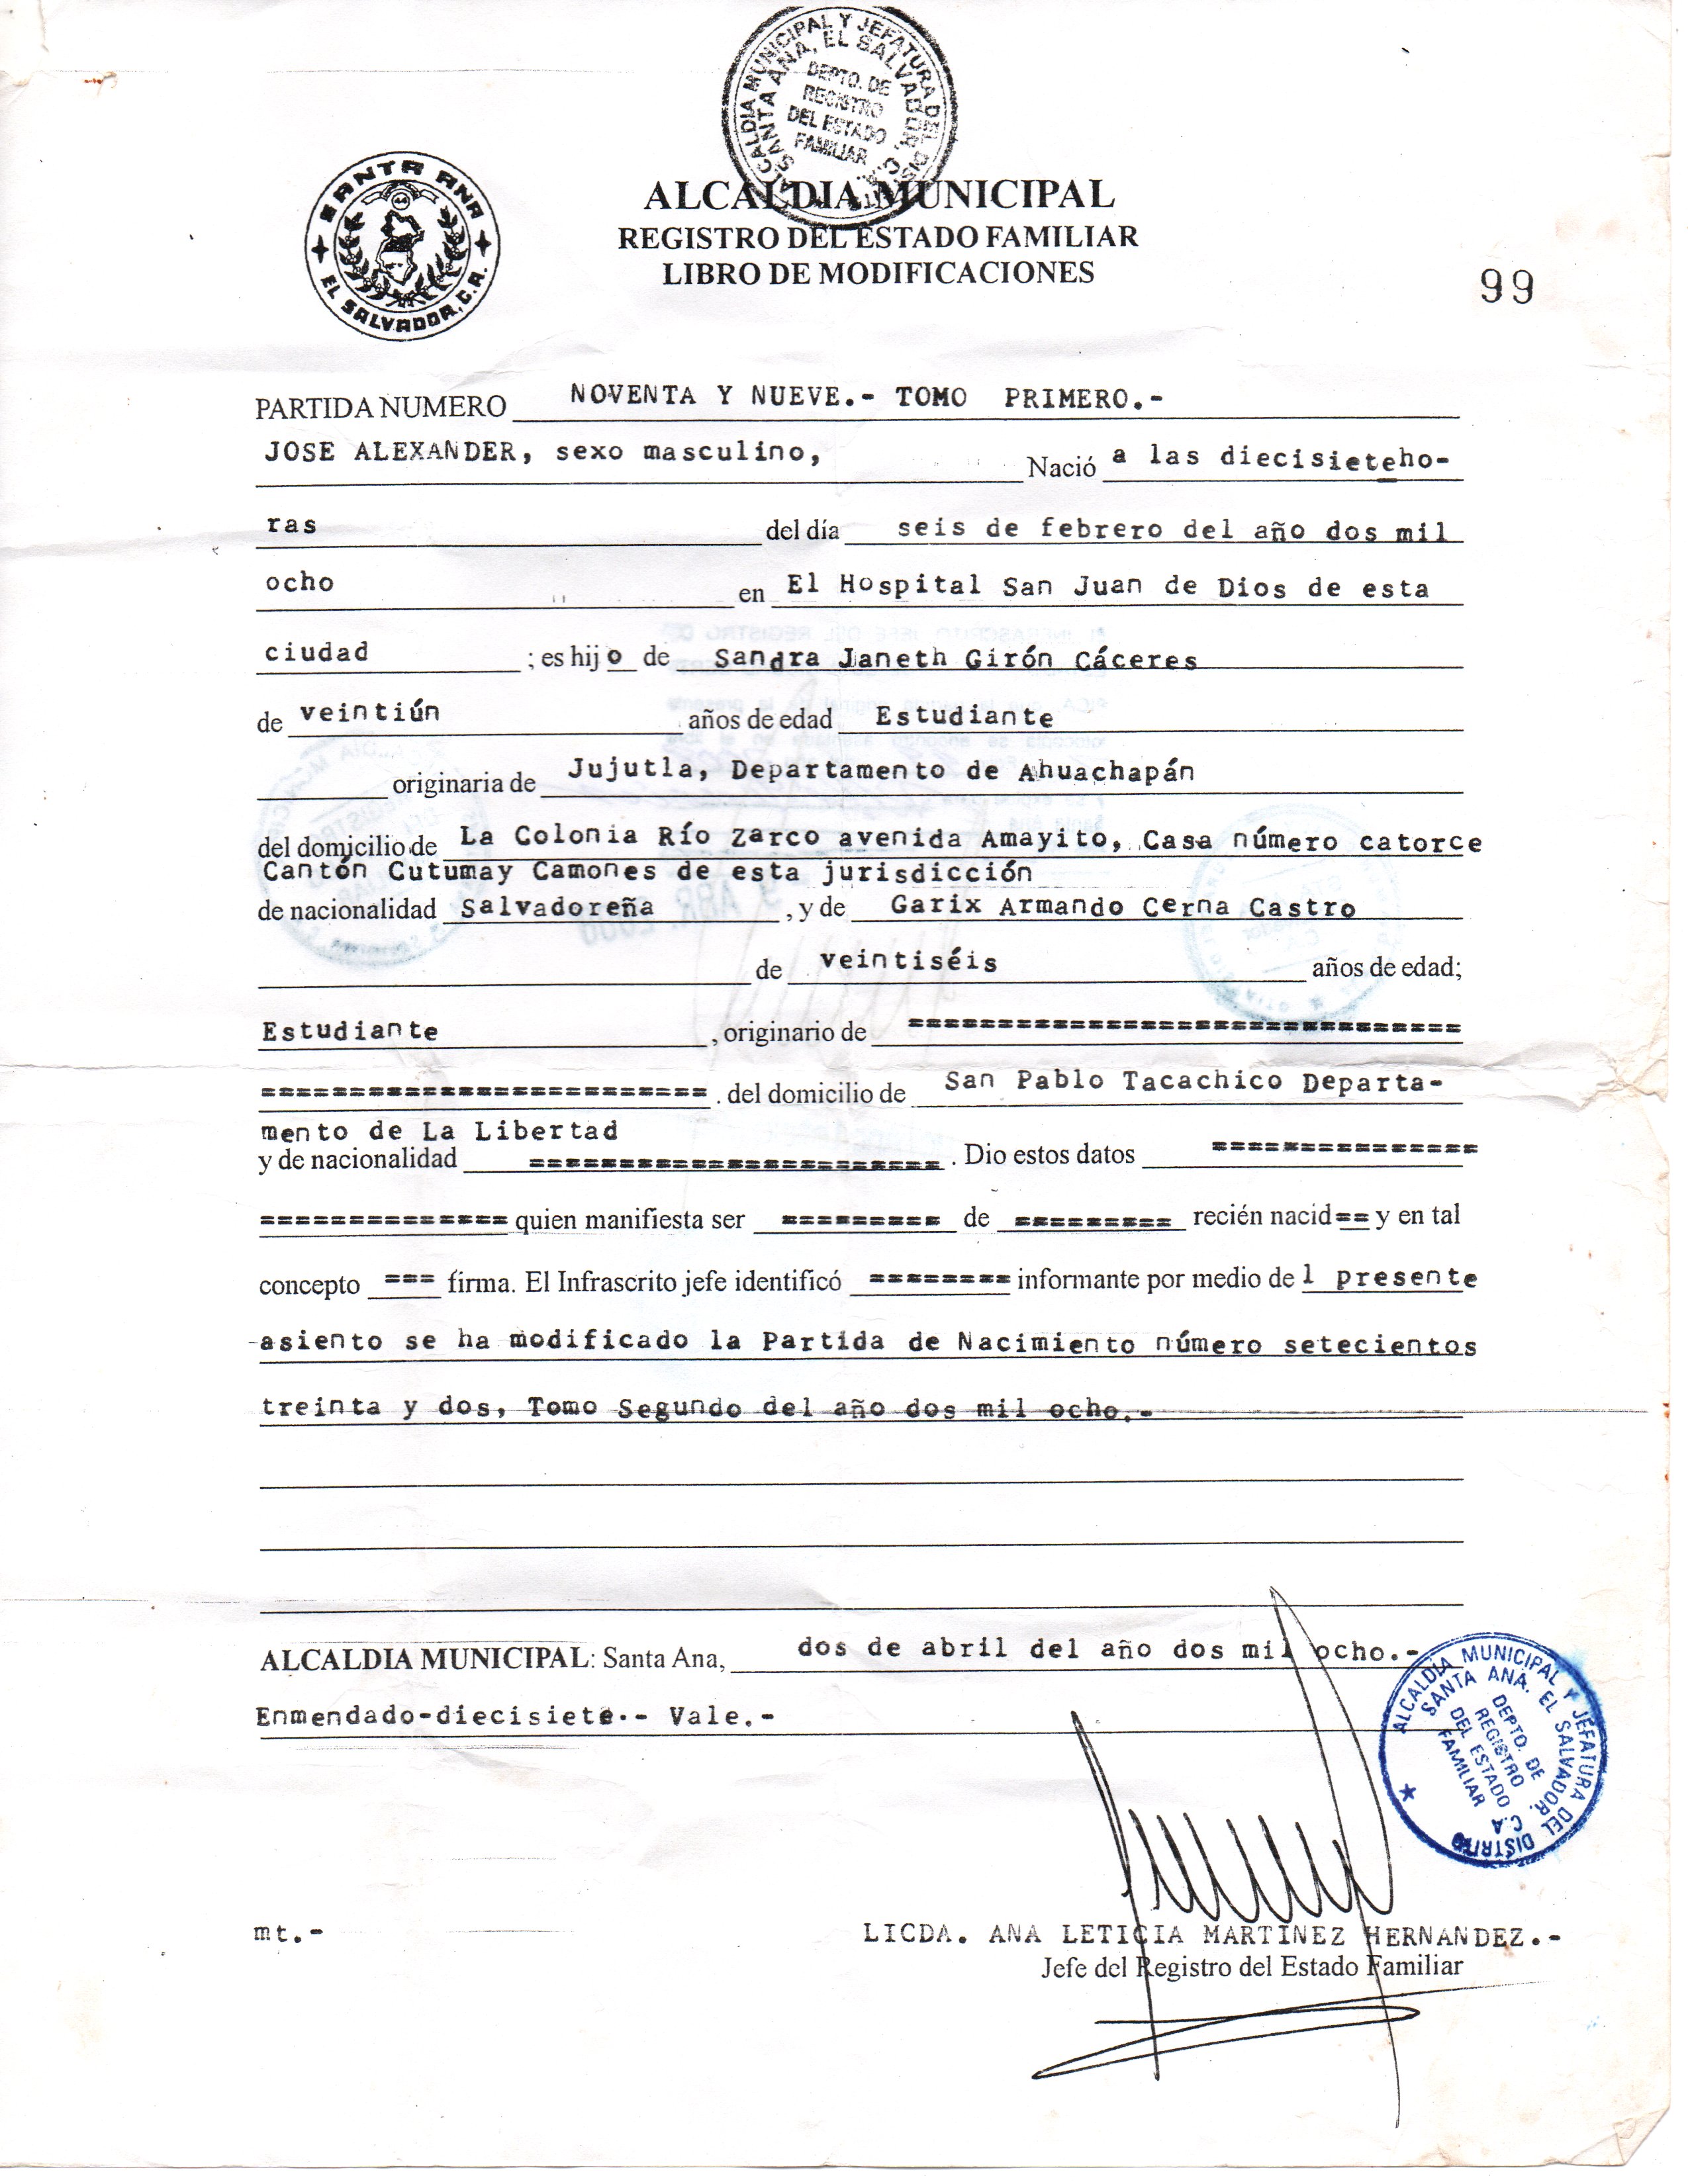 ALCALDIA MUNICIPAL Y JEFATURA DEL DISTRITO
SANTA ANA, EL SALVADOR, C.A.
DEPTO. DE
REGISTRO
DEL ESTADO
FAMILIAR
SANTA ANA
EL SALVADOR, C.A.
ALCALDIA MUNICIPAL
REGISTRO DEL ESTADO FAMILIAR
LIBRO DE MODIFICACIONES
99
PARTIDA NUMERO NOVENTA Y NUEVE.- TOMO PRIMERO.-
JOSE ALEXANDER, sexo masculino, Nació a las diecisieteho-
ras del día seis de febrero del año dos mil
ocho en El Hospital San Juan de Dios de esta
ciudad ; es hijo de Sandra Janeth Girón Cáceres
de veintiún años de edad Estudiante
originaria de Jujutla, Departamento de Ahuachapán
del domicilio de La Colonia Río Zarco avenida Amayito, Casa número catorce
Cantón Cutumay Camones de esta jurisdicción
de nacionalidad Salvadoreña , y de Garix Armando Cerna Castro
de veintiséis años de edad;
Estudiante , originario de ===============================
========================= . del domicilio de San Pablo Tacachico Departa-
mento de La Libertad
y de nacionalidad ======================= . Dio estos datos ===============
============== quien manifiesta ser ========= de ========= recién nacid== y en tal
concepto === firma. El Infrascrito jefe identificó ======== informante por medio de l presente
asiento se ha modificado la Partida de Nacimiento número setecientos
treinta y dos, Tomo Segundo del año dos mil ocho.-
ALCALDIA MUNICIPAL: Santa Ana, dos de abril del año dos mil ocho.-
Enmendado-diecisiete.- Vale.-
ALCALDIA MUNICIPAL Y JEFATURA DEL DISTRITO
SANTA ANA. EL SALVADOR. C.A
DEPTO. DE
REGISTRO
DEL ESTADO
FAMILIAR
mt.-
LICDA. ANA LETICIA MARTINEZ HERNANDEZ.-
Jefe del Registro del Estado Familiar